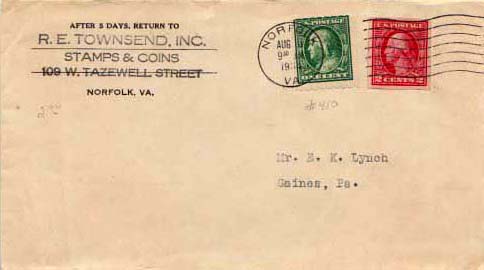 AFTER 5 DAYS, RETURN TO
R. E. TOWNSEND, INC.
STAMPS & COINS
109 W. TAZEWELL STREET
NORFOLK, VA.
NORFOLK
AUG
VA
ONE CENT
U.S. POSTAGE
2 CENTS 2
#410
Mr. E. K. Lynch
Gaines, Pa.